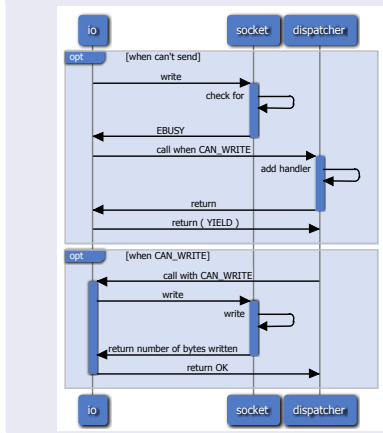 io socket dispatcher
opt [when can't send]
write
check for
EBUSY
call when CAN_WRITE
add handler
return
return ( YIELD )
opt [when CAN_WRITE]
call with CAN_WRITE
write
write
return number of bytes written
return OK
io socket dispatcher